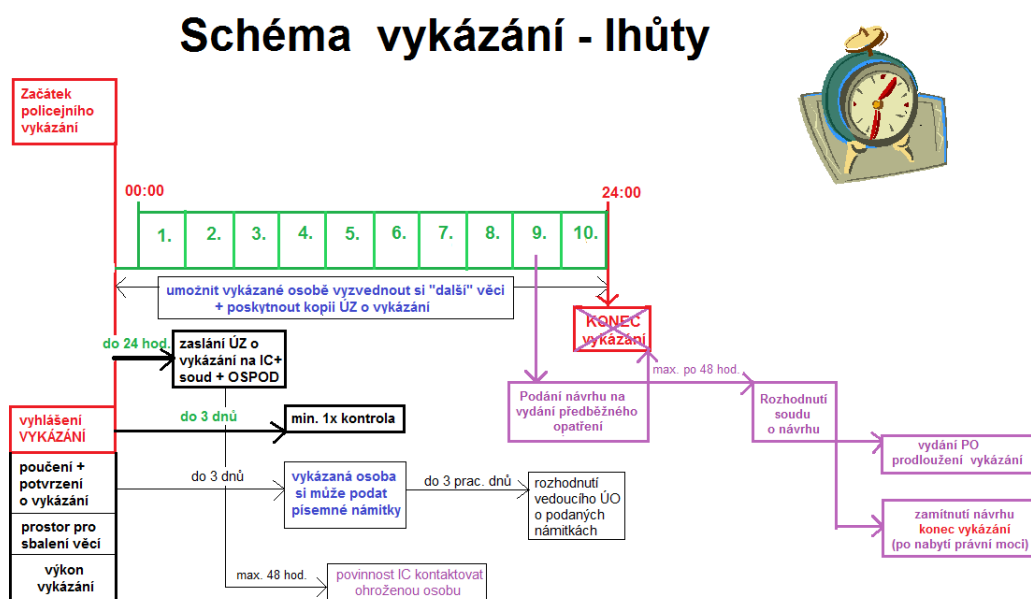 Schéma vykázání - lhůty
Začátek
policejního
vykázání
00:00
24:00
1. 2. 3. 4. 5. 6. 7. 8. 9. 10.
umožnit vykázané osobě vyzvednout si "další" věci
+ poskytnout kopii ÚZ o vykázání
KONEC
vykázání
do 24 hod.
zaslání ÚZ o
vykázání na IC+
soud + OSPOD
max. po 48 hod.
Podání návrhu na
vydání předběžného
opatření
Rozhodnutí
soudu
o návrhu
vyhlášení
VYKÁZÁNÍ
do 3 dnů
min. 1x kontrola
vydání PO
prodloužení vykázání
poučení +
potvrzení
o vykázání
do 3 dnů
vykázaná osoba
si může podat
písemné námitky
do 3 prac. dnů
rozhodnutí
vedoucího ÚO
o podaných
námitkách
zamítnutí návrhu
konec vykázání
(po nabytí právní moci)
prostor pro
sbalení věcí
výkon
vykázání
max. 48 hod.
povinnost IC kontaktovat
ohroženou osobu